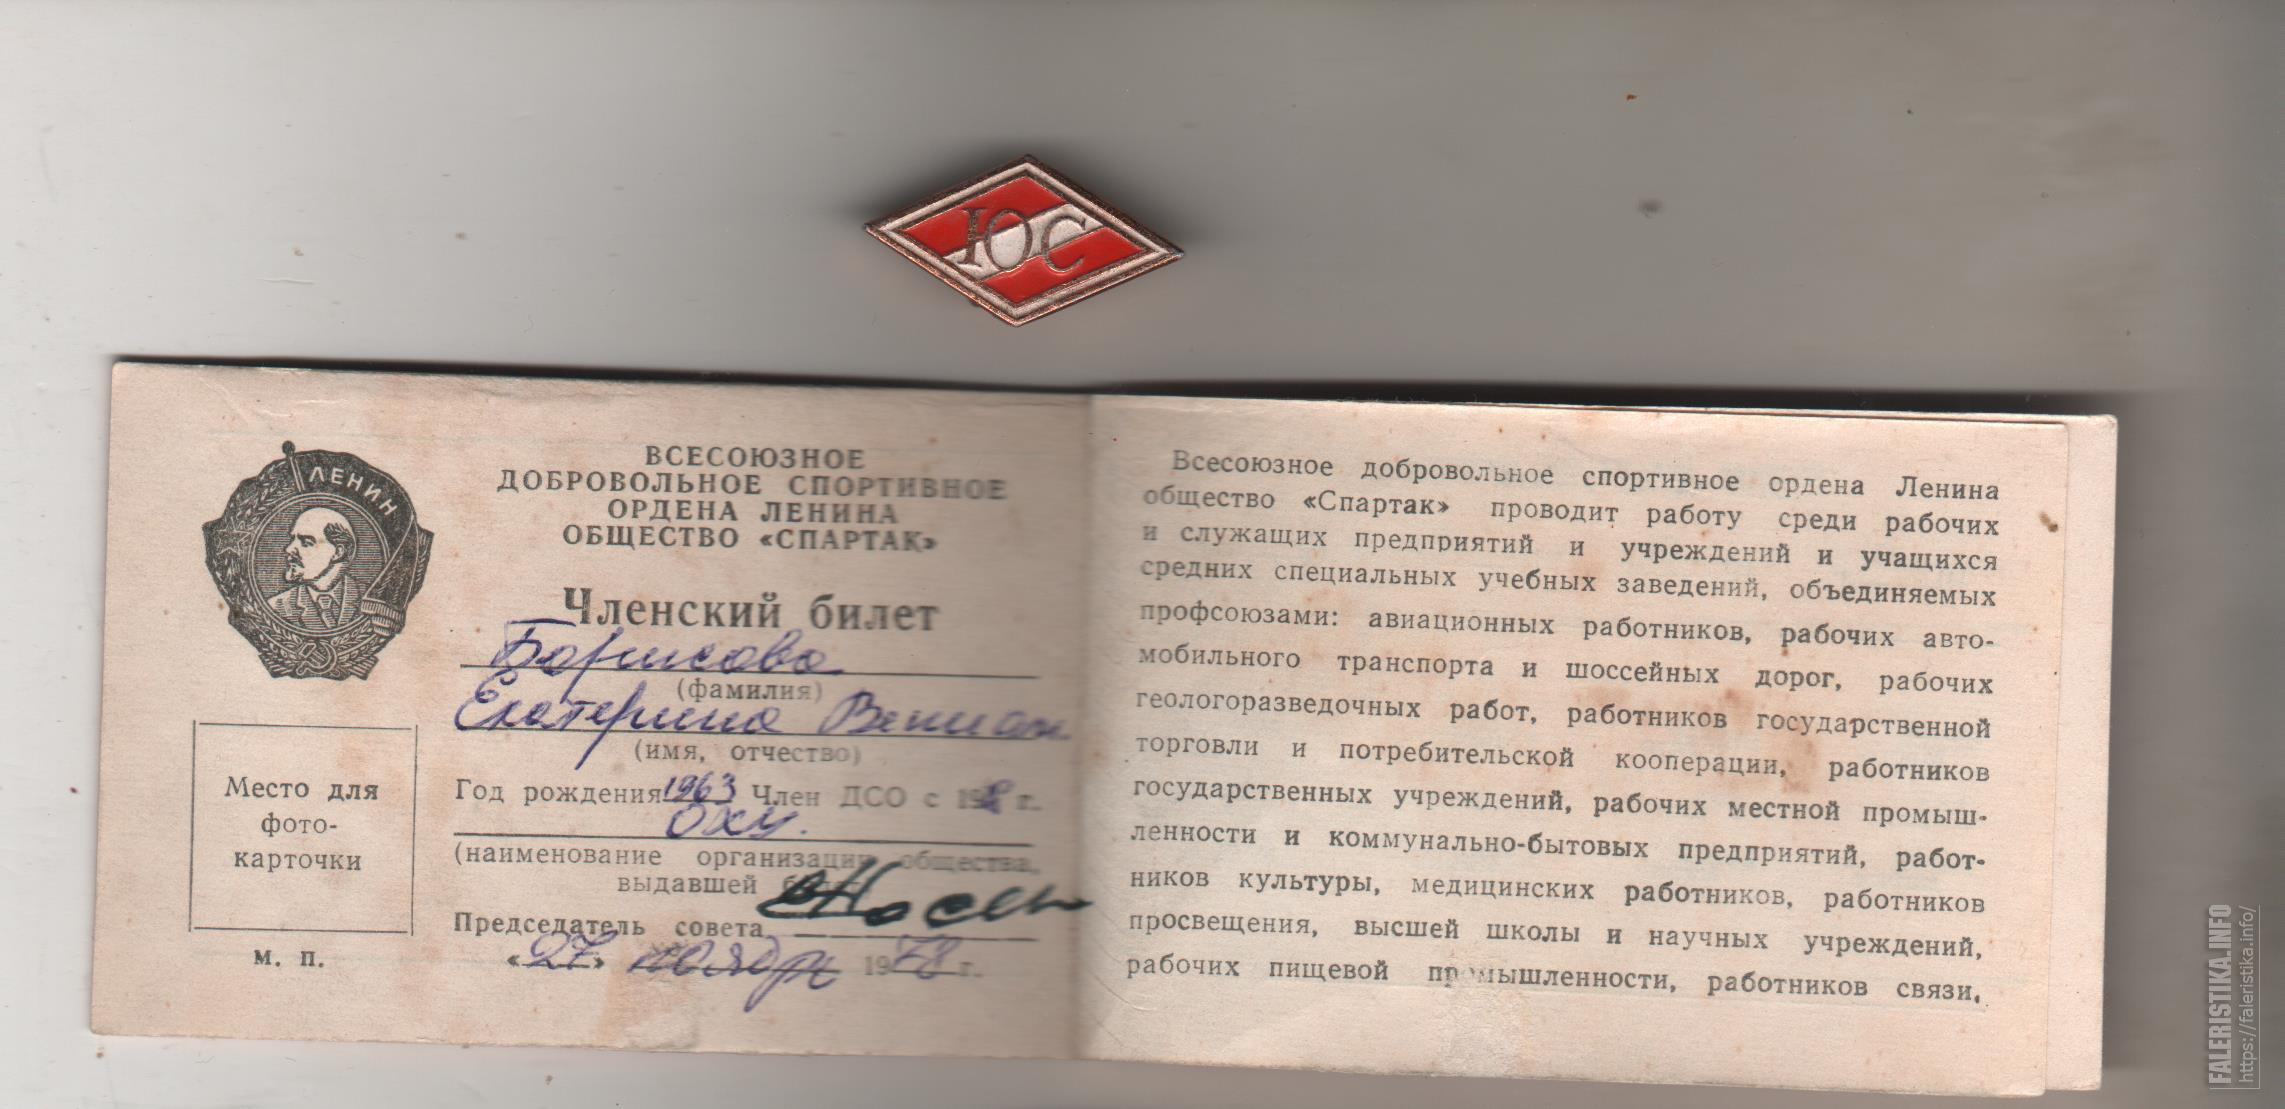 ЮС
ЛЕНИН
ВСЕСОЮЗНОЕ
ДОБРОВОЛЬНОЕ СПОРТИВНОЕ
ОРДЕНА ЛЕНИНА
ОБЩЕСТВО «СПАРТАК»
Членский билет
Борисова
(фамилия)
Екатерина
(имя, отчество)
Год рождения 1963 Член ДСО с г.
ОХУ.
(наименование организации общества,
выдавшей билет)
Председатель совета
«27» ноября 1978 г.
Место для
фото-
карточки
М. П.
Всесоюзное добровольное спортивное ордена Ленина
общество «Спартак» проводит работу среди рабочих
и служащих предприятий и учреждений и учащихся
средних специальных учебных заведений, объединяемых
профсоюзами: авиационных работников, рабочих авто-
мобильного транспорта и шоссейных дорог, рабочих
геологоразведочных работ, работников государственной
торговли и потребительской кооперации, работников
государственных учреждений, рабочих местной промыш-
ленности и коммунально-бытовых предприятий, работ-
ников культуры, медицинских работников, работников
просвещения, высшей школы и научных учреждений,
рабочих пищевой промышленности, работников связи,
FALERISTIKA.INFO
https://faleristika.info/